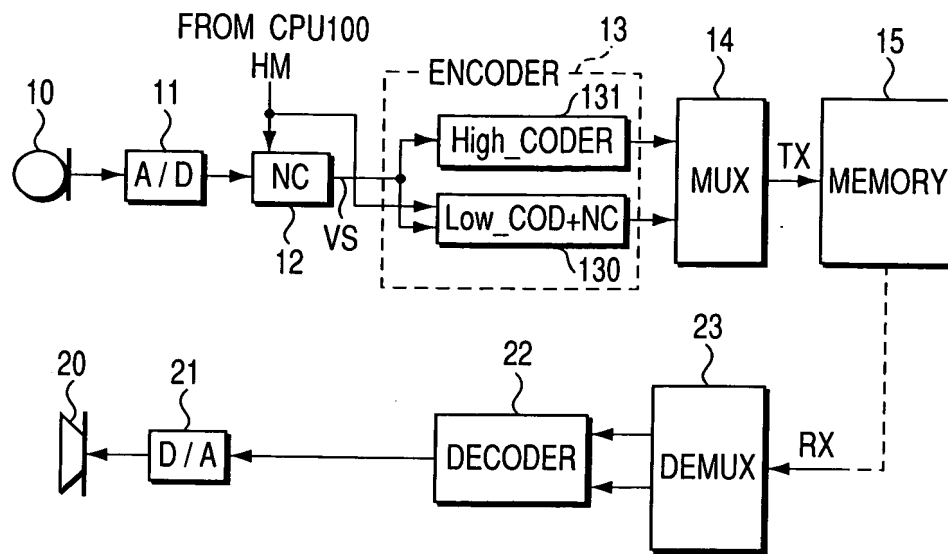 FROM CPU100
HM
13
14
15
ENCODER
10
11
131
High_CODER
A/D
NC
MUX
TX
MEMORY
Low_COD+NC
VS
12
130
20
21
22
23
D/A
DECODER
DEMUX
RX